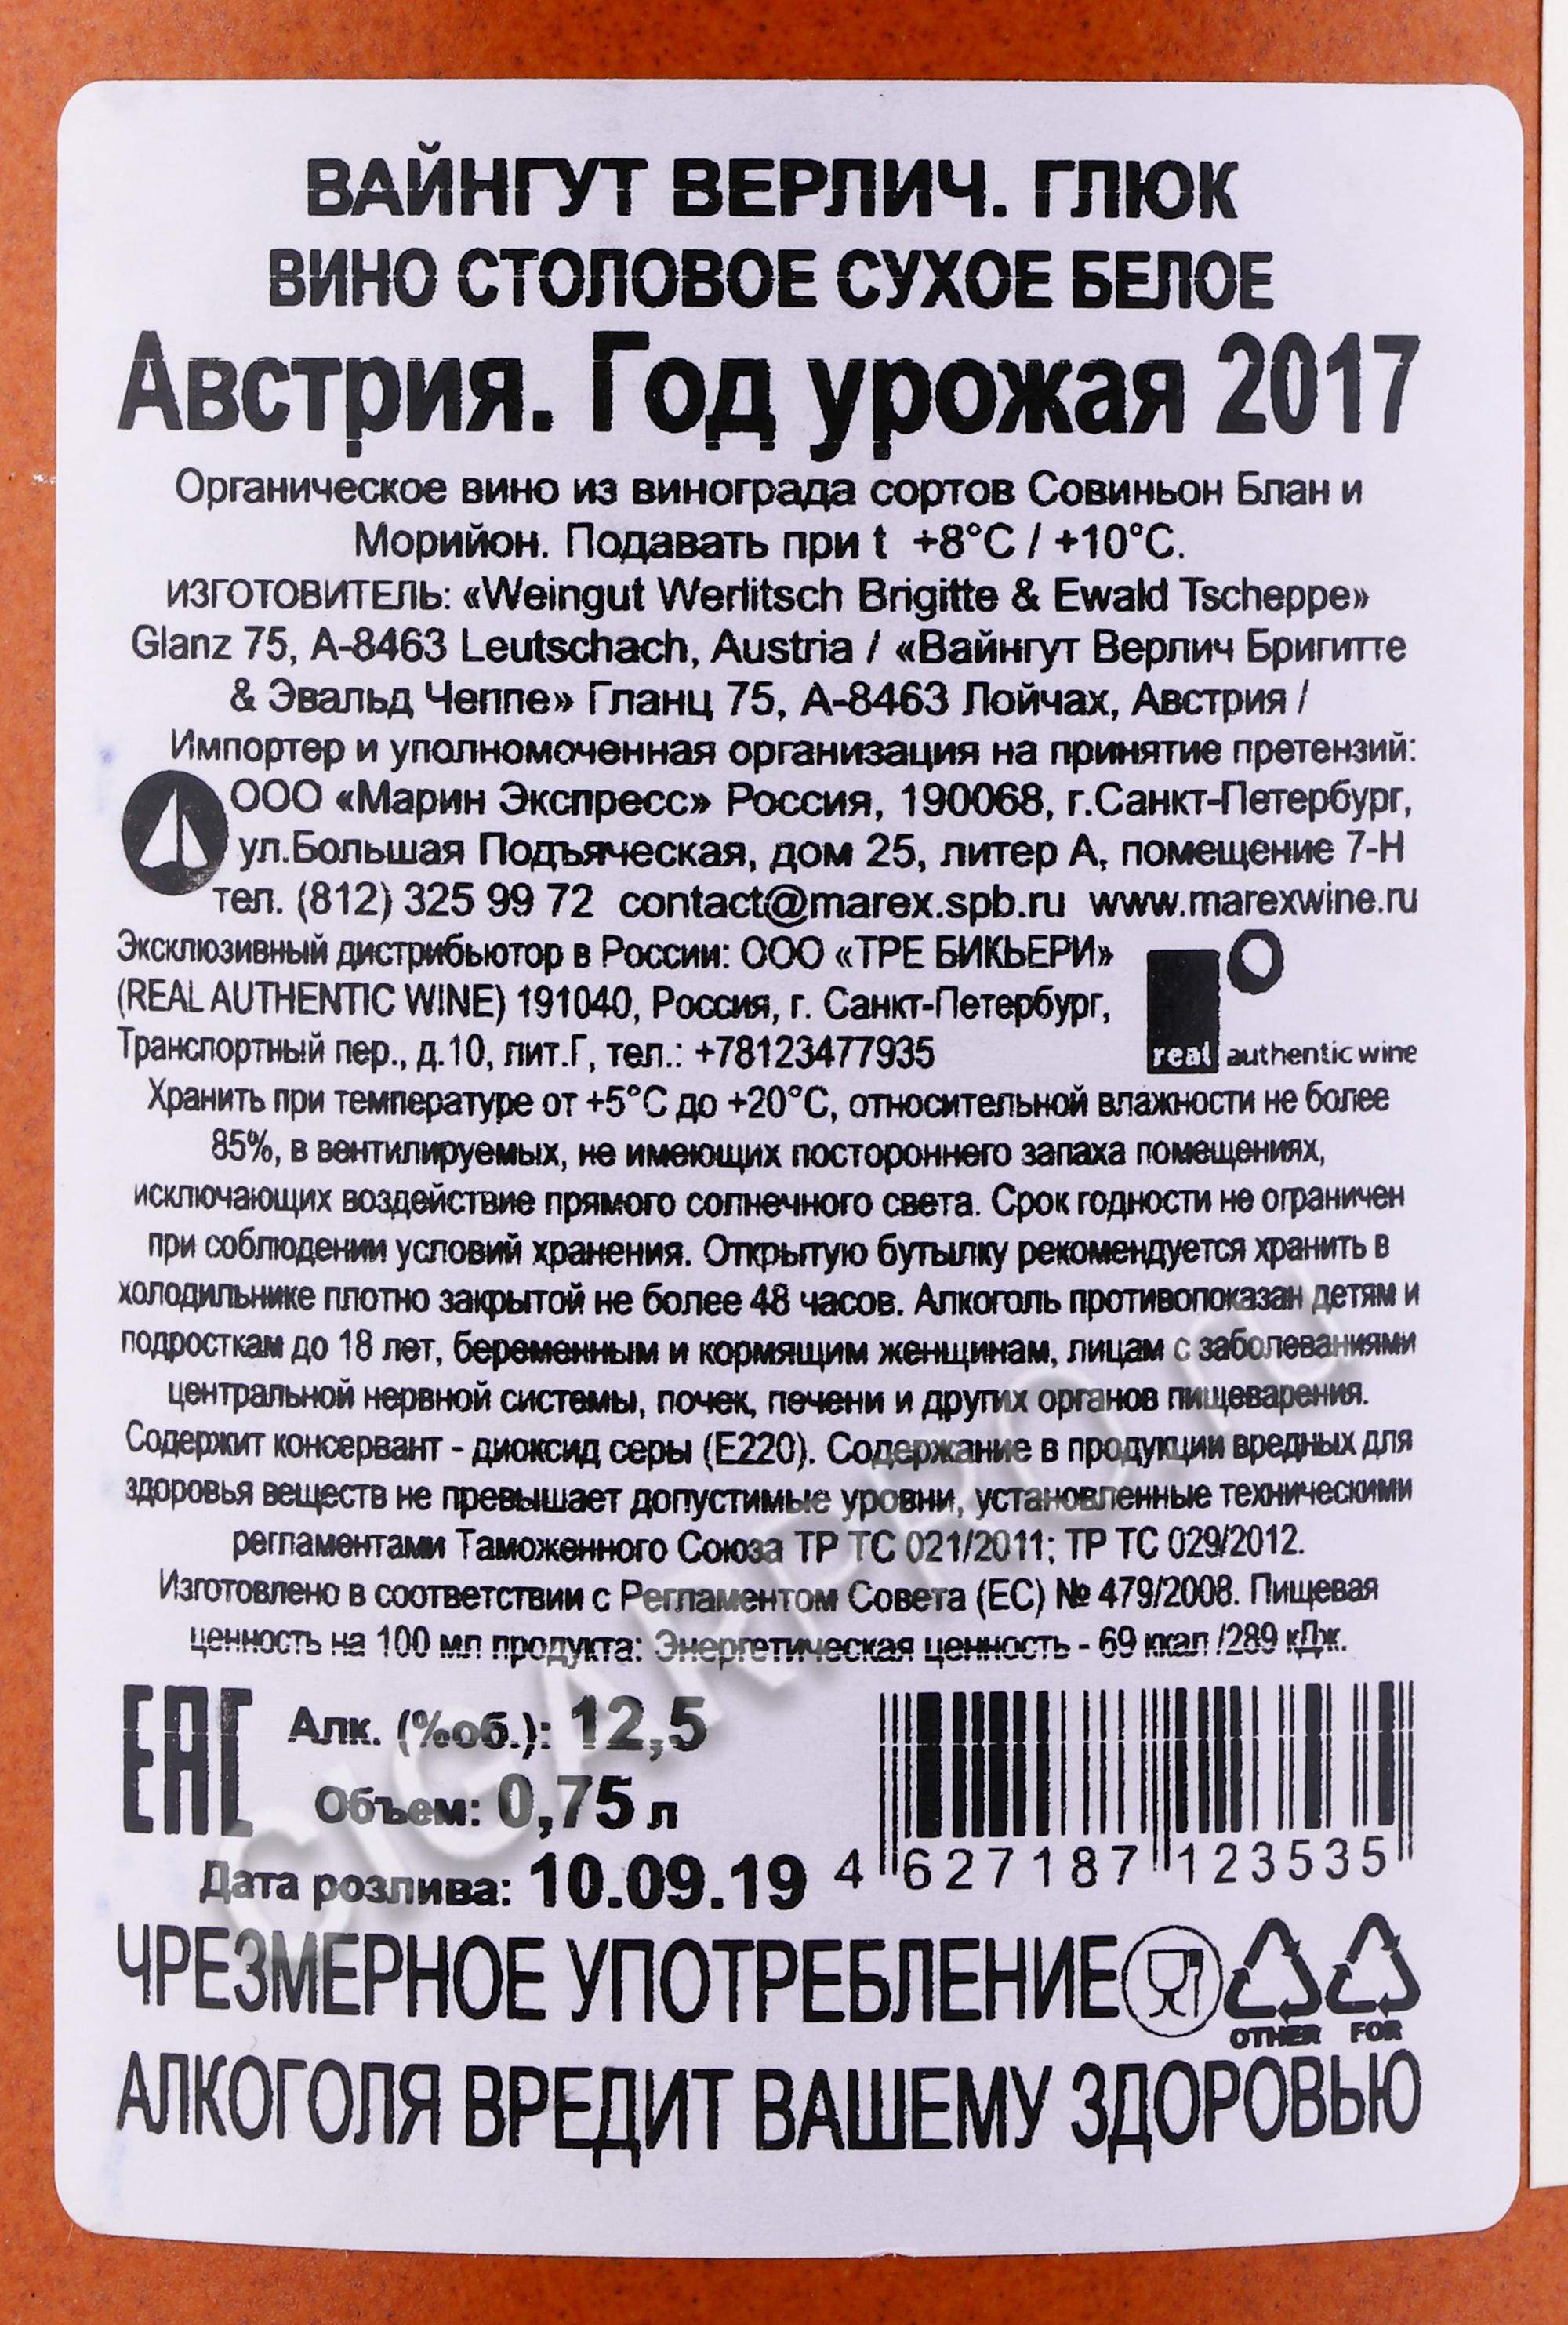 ВАЙНГУТ ВЕРЛИЧ. ГЛЮК
ВИНО СТОЛОВОЕ СУХОЕ БЕЛОЕ
Австрия. Год урожая 2017
Органическое вино из винограда сортов Совиньон Блан и
Морийон. Подавать при t +8°C / +10°C.
ИЗГОТОВИТЕЛЬ: «Weingut Werlitsch Brigitte & Ewald Tscheppe»
Glanz 75, A-8463 Leutschach, Austria / «Вайнгут Верлич Бригитте
& Эвальд Чеппе» Гланц 75, А-8463 Лойчах, Австрия /
Импортер и уполномоченная организация на принятие претензий:
ООО «Марин Экспресс» Россия, 190068, г.Санкт-Петербург,
ул.Большая Подъяческая, дом 25, литер А, помещение 7-Н
тел. (812) 325 99 72 contact@marex.spb.ru www.marexwine.ru
Эксклюзивный дистрибьютор в России: ООО «ТРЕ БИКЬЕРИ»
(REAL AUTHENTIC WINE) 191040, Россия, г. Санкт-Петербург,
Транспортный пер., д.10, лит.Г, тел.: +78123477935
real authentic wine
Хранить при температуре от +5°C до +20°C, относительной влажности не более
85%, в вентилируемых, не имеющих постороннего запаха помещениях,
исключающих воздействие прямого солнечного света. Срок годности не ограничен
при соблюдении условий хранения. Открытую бутылку рекомендуется хранить в
холодильнике плотно закрытой не более 48 часов. Алкоголь противопоказан детям и
подросткам до 18 лет, беременным и кормящим женщинам, лицам с заболеваниями
центральной нервной системы, почек, печени и других органов пищеварения.
Содержит консервант - диоксид серы (Е220). Содержание в продукции вредных для
здоровья веществ не превышает допустимые уровни, установленные техническими
регламентами Таможенного Союза ТР ТС 021/2011; ТР ТС 029/2012.
Изготовлено в соответствии с Регламентом Совета (ЕС) № 479/2008. Пищевая
ценность на 100 мл продукта: Энергетическая ценность - 69 ккал /289 кДж.
EAC
Алк. (%об.): 12,5
Объем: 0,75 л
Дата розлива: 10.09.19
4 627187 123535
ЧРЕЗМЕРНОЕ УПОТРЕБЛЕНИЕ
OTHER FOR
АЛКОГОЛЯ ВРЕДИТ ВАШЕМУ ЗДОРОВЬЮ